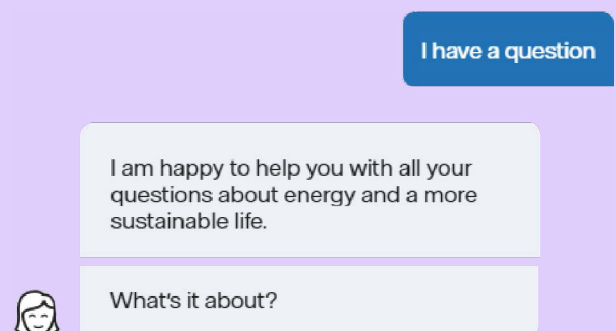 I have a question
I am happy to help you with all your
questions about energy and a more
sustainable life.
What's it about?